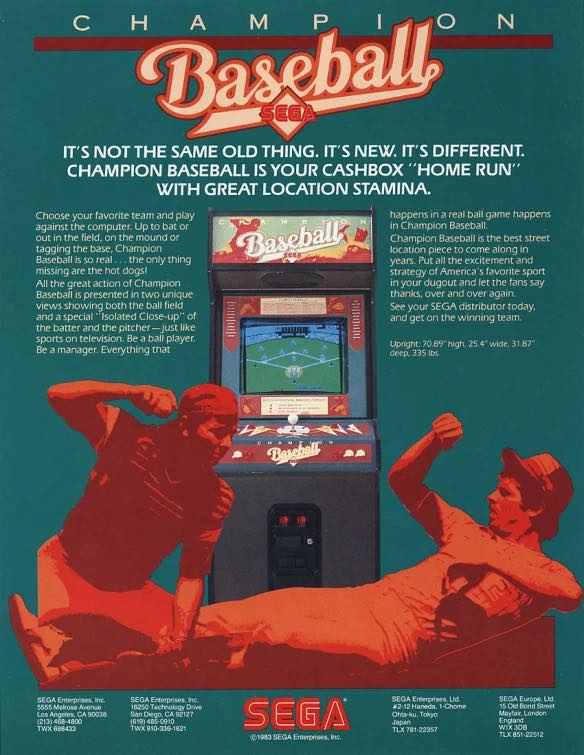 CHAMPION
Baseball
SEGA
IT'S NOT THE SAME OLD THING. IT'S NEW. IT'S DIFFERENT.
CHAMPION BASEBALL IS YOUR CASHBOX "HOME RUN"
WITH GREAT LOCATION STAMINA.
Choose your favorite team and play
against the computer. Up to bat or
out in the field, on the mound or
tagging the base, Champion
Baseball is so real . . . the only thing
missing are the hot dogs!
All the great action of Champion
Baseball is presented in two unique
views showing both the ball field
and a special "Isolated Close-up" of
the batter and the pitcher — just like
sports on television. Be a ball player.
Be a manager. Everything that
happens in a real ball game happens
in Champion Baseball.
Champion Baseball is the best street
location piece to come along in
years. Put all the excitement and
strategy of America's favorite sport
in your dugout and let the fans say
thanks, over and over again.
See your SEGA distributor today,
and get on the winning team.
Upright: 70.89" high, 25.4" wide, 31.87"
deep, 335 lbs.
CHAMPION
Baseball
SEGA
CHAMPION
Baseball
SEGA Enterprises, Inc.
5555 Melrose Avenue
Los Angeles, CA 90038
(213) 468-4800
TWX 688433
SEGA Enterprises, Inc.
16250 Technology Drive
San Diego, CA 92127
(619) 485-0910
TWX 910-336-1621
SEGA
©1983 SEGA Enterprises, Inc.
SEGA Enterprises, Ltd.
#2-12 Haneda, 1-Chome
Ohta-ku, Tokyo
Japan
TLX 781-22357
SEGA Europe, Ltd.
15 Old Bond Street
Mayfair, London
England
W1X 3DB
TLX 851-22512